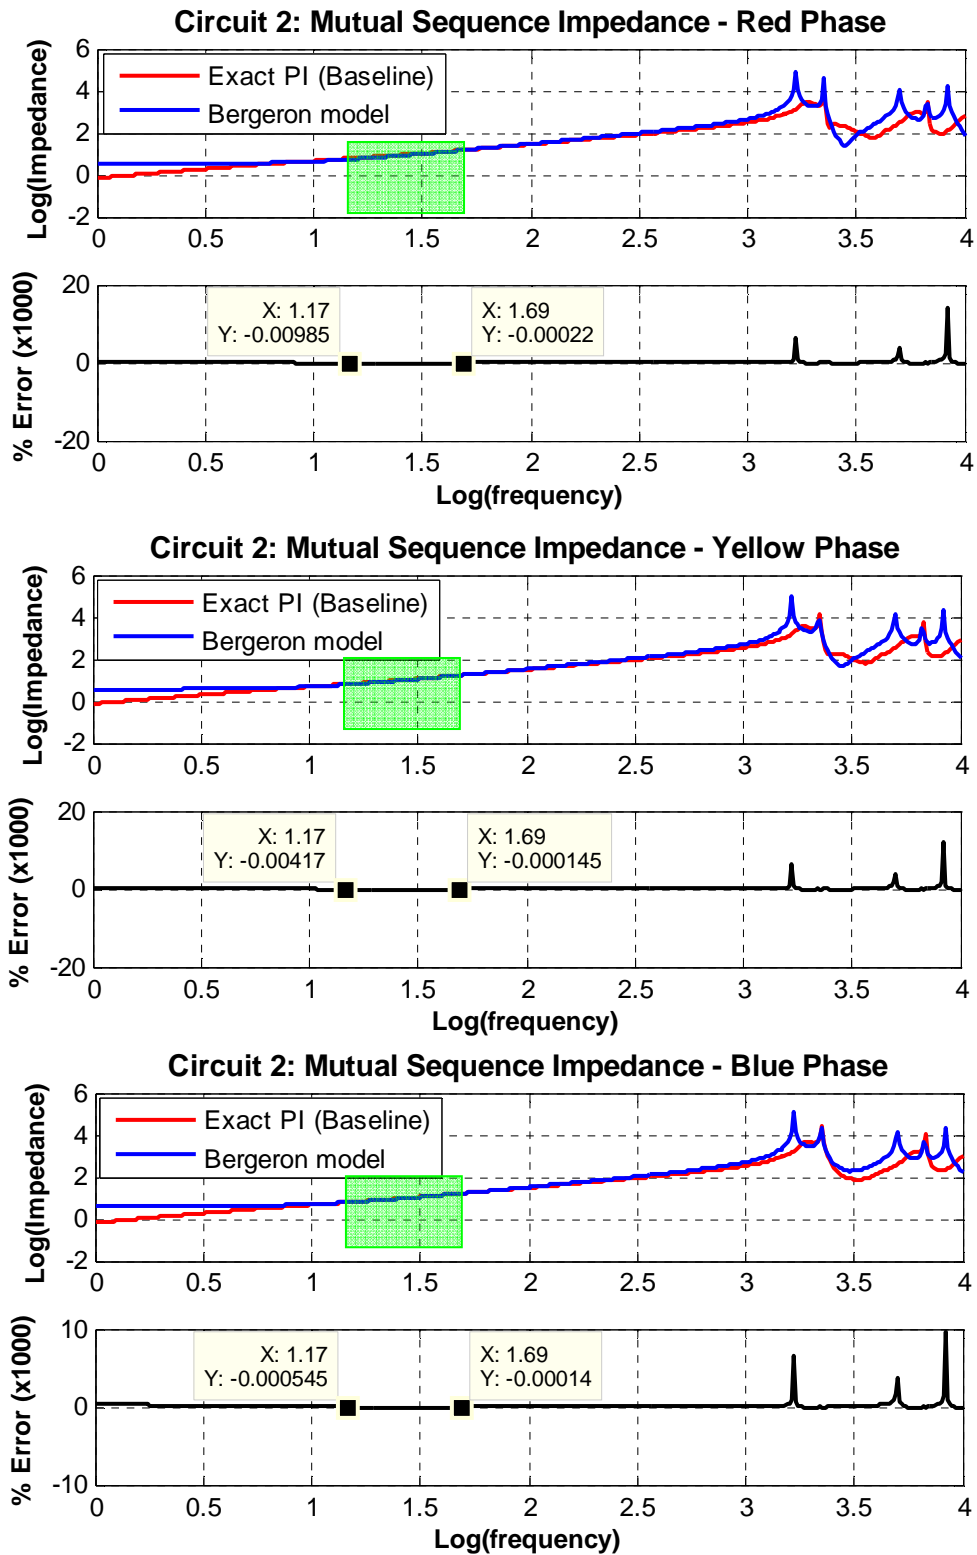 Circuit 2: Mutual Sequence Impedance - Red Phase
Log(Impedance)
6
4
2
0
-2
Exact PI (Baseline)
Bergeron model
0 0.5 1 1.5 2 2.5 3 3.5 4
% Error (x1000)
20
0
-20
X: 1.17
Y: -0.00985
X: 1.69
Y: -0.00022
0 0.5 1 1.5 2 2.5 3 3.5 4
Log(frequency)
Circuit 2: Mutual Sequence Impedance - Yellow Phase
Log(Impedance)
6
4
2
0
-2
Exact PI (Baseline)
Bergeron model
0 0.5 1 1.5 2 2.5 3 3.5 4
% Error (x1000)
20
0
-20
X: 1.17
Y: -0.00417
X: 1.69
Y: -0.000145
0 0.5 1 1.5 2 2.5 3 3.5 4
Log(frequency)
Circuit 2: Mutual Sequence Impedance - Blue Phase
Log(Impedance)
6
4
2
0
-2
Exact PI (Baseline)
Bergeron model
0 0.5 1 1.5 2 2.5 3 3.5 4
% Error (x1000)
10
0
-10
X: 1.17
Y: -0.000545
X: 1.69
Y: -0.00014
0 0.5 1 1.5 2 2.5 3 3.5 4
Log(frequency)